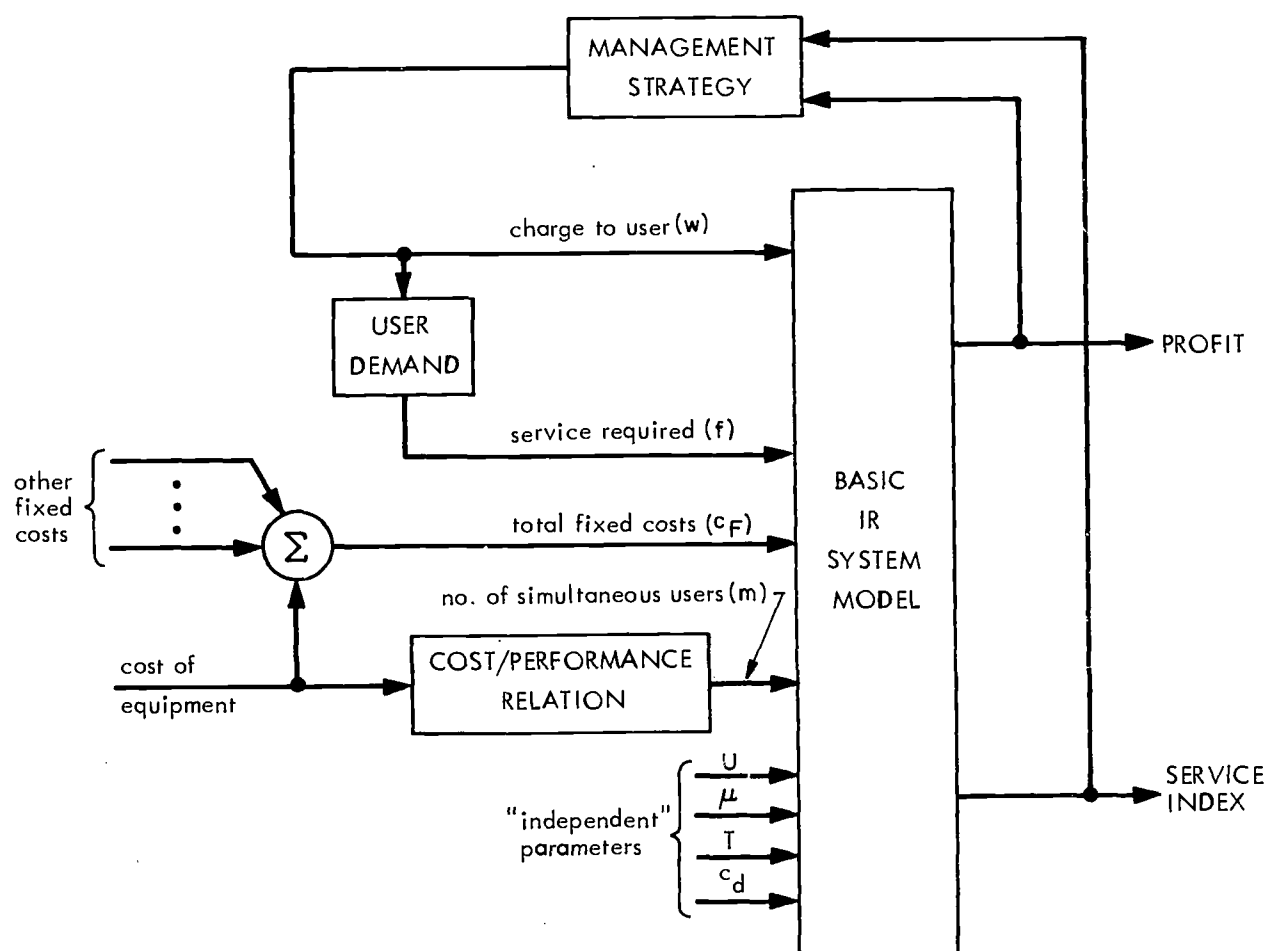 MANAGEMENT
STRATEGY
charge to user (w)
USER
DEMAND
PROFIT
service required (f)
other
fixed
costs
Σ
total fixed costs (cF)
BASIC
IR
SYSTEM
MODEL
no. of simultaneous users (m)
cost of
equipment
COST/PERFORMANCE
RELATION
"independent"
parameters
U
μ
T
cd
SERVICE
INDEX